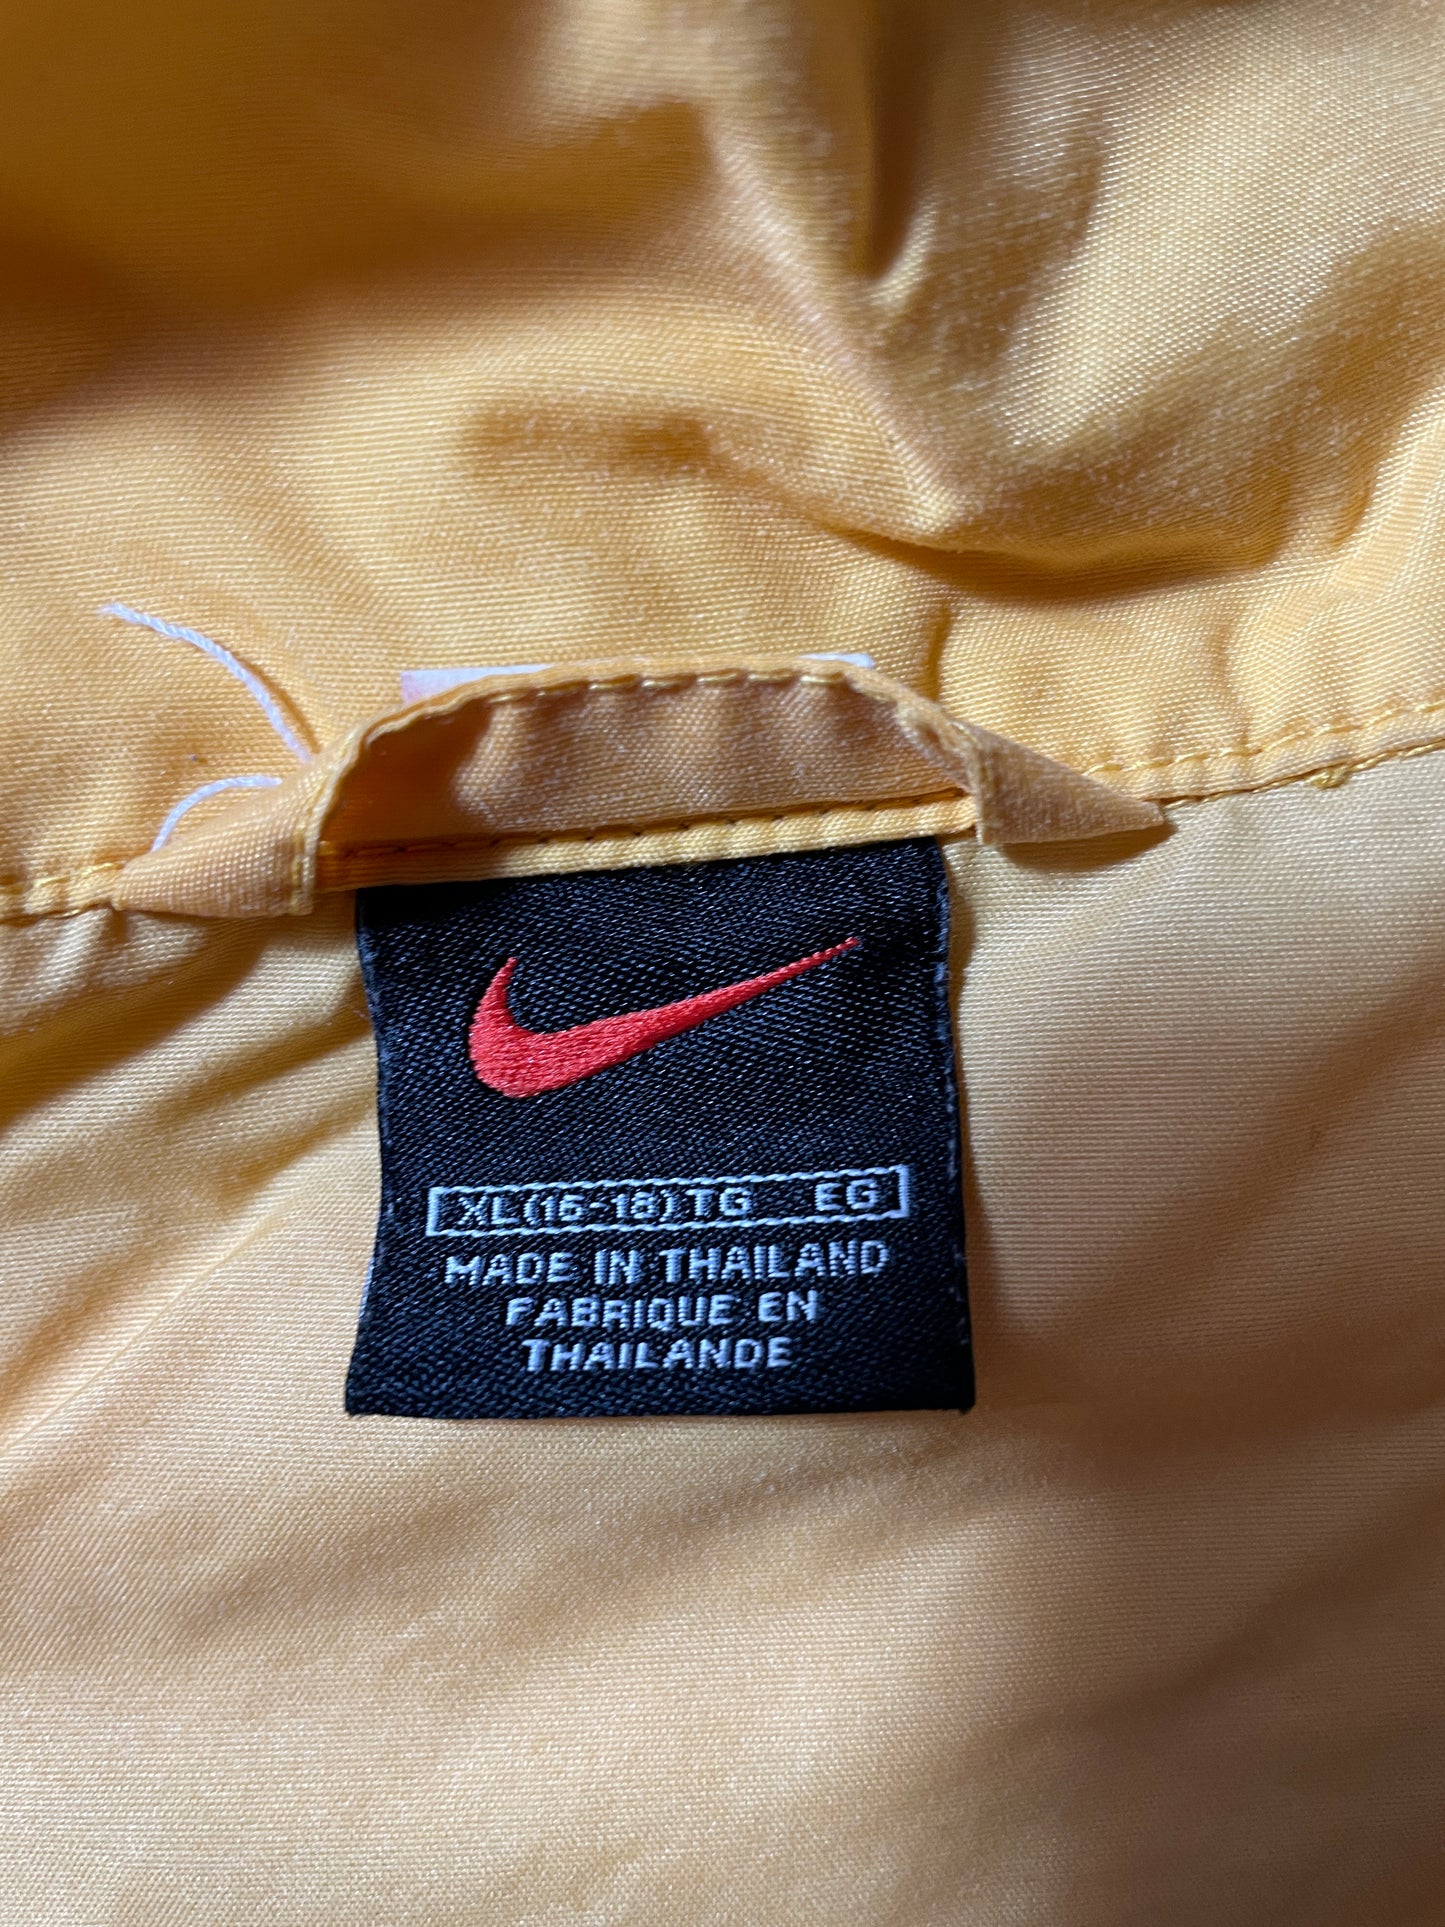 XL(16-18)TG EG
MADE IN THAILAND
FABRIQUE EN
THAILANDE